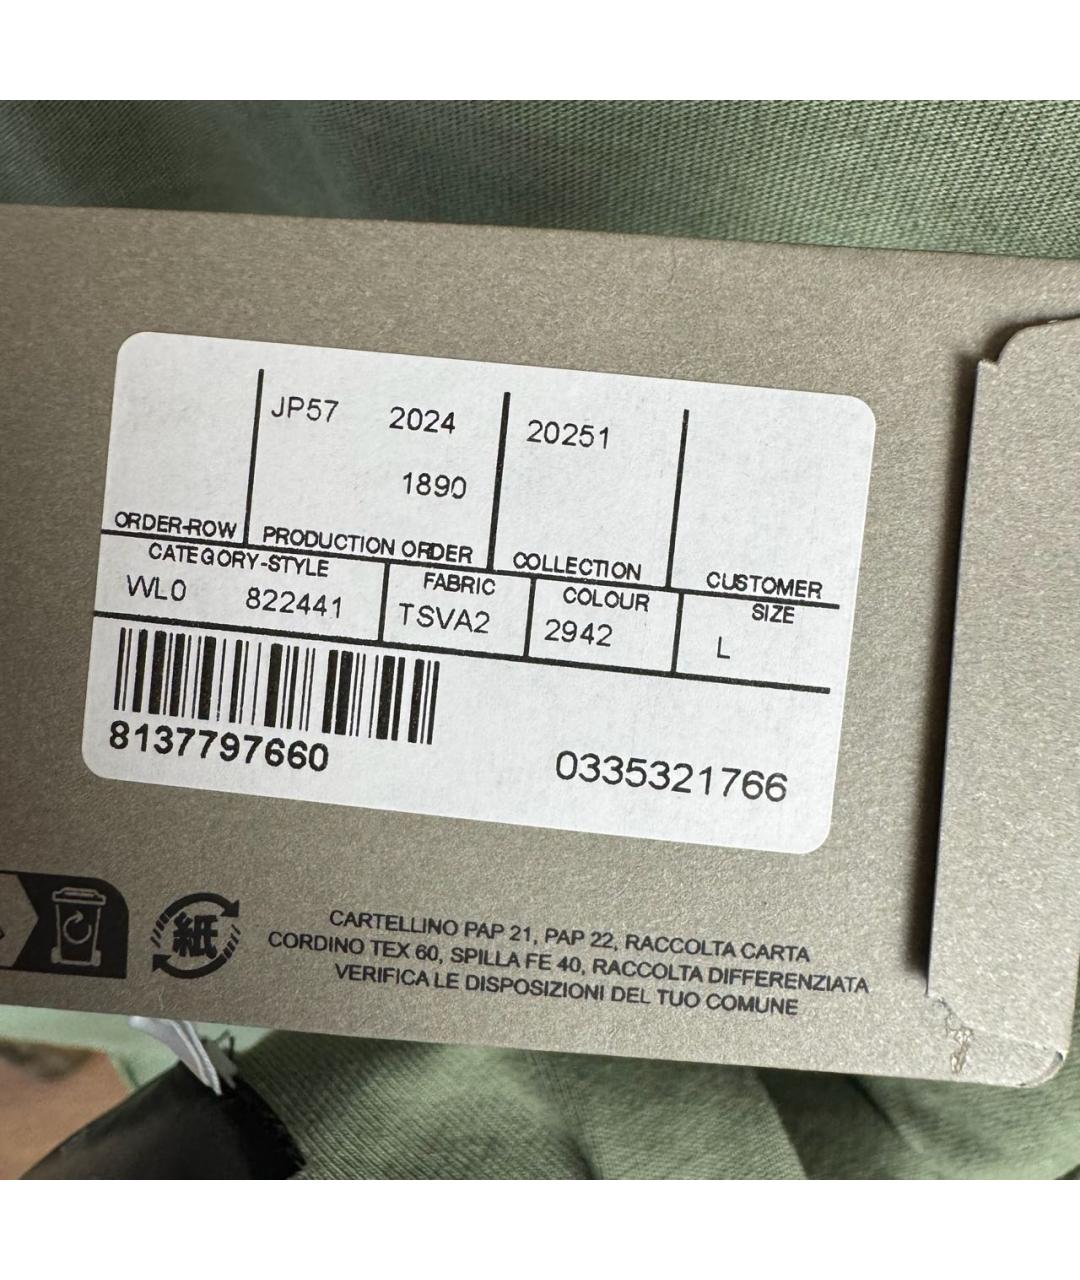 JP57 2024 20251
1890
ORDER-ROW PRODUCTION ORDER COLLECTION CUSTOMER
CATEGORY-STYLE FABRIC COLOUR SIZE
WL0 822441 TSVA2 2942 L
8137797660 0335321766
紙
CARTELLINO PAP 21, PAP 22, RACCOLTA CARTA
CORDINO TEX 60, SPILLA FE 40, RACCOLTA DIFFERENZIATA
VERIFICA LE DISPOSIZIONI DEL TUO COMUNE